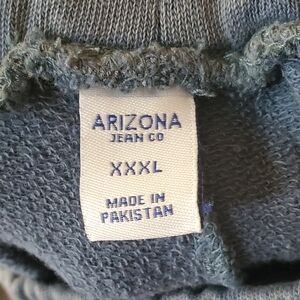 ARIZONA
JEAN CO
XXXL
MADE IN
PAKISTAN